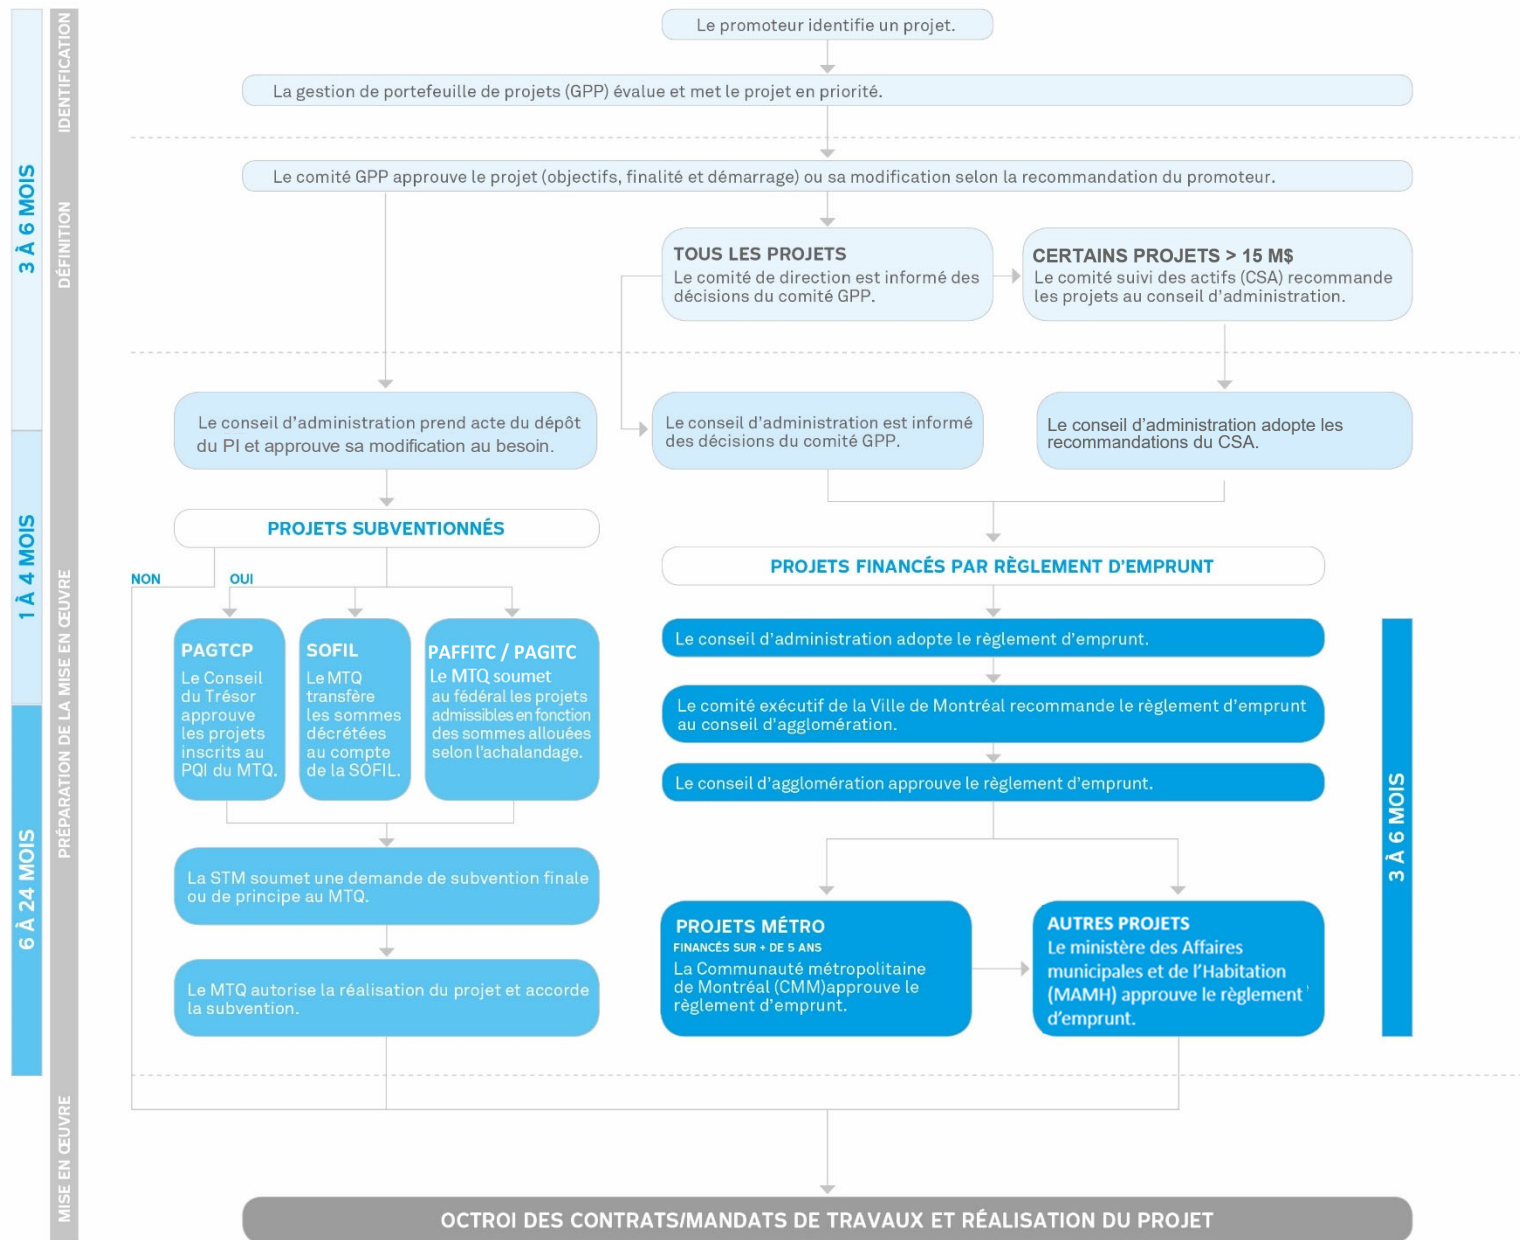 IDENTIFICATION
DÉFINITION
PRÉPARATION DE LA MISE EN ŒUVRE
MISE EN ŒUVRE
3 À 6 MOIS
1 À 4 MOIS
6 À 24 MOIS
Le promoteur identifie un projet.
La gestion de portefeuille de projets (GPP) évalue et met le projet en priorité.
Le comité GPP approuve le projet (objectifs, finalité et démarrage) ou sa modification selon la recommandation du promoteur.
TOUS LES PROJETS
Le comité de direction est informé des
décisions du comité GPP.
CERTAINS PROJETS > 15 M$
Le comité suivi des actifs (CSA) recommande
les projets au conseil d'administration.
Le conseil d'administration prend acte du dépôt
du PI et approuve sa modification au besoin.
Le conseil d'administration est informé
des décisions du comité GPP.
Le conseil d'administration adopte les
recommandations du CSA.
PROJETS SUBVENTIONNÉS
NON
OUI
PAGTCP
Le Conseil
du Trésor
approuve
les projets
inscrits au
PQI du MTQ.
SOFIL
Le MTQ
transfère
les sommes
décrétées
au compte
de la SOFIL.
PAFFITC / PAGITC
Le MTQ soumet
au fédéral les projets
admissibles en fonction
des sommes allouées
selon l'achalandage.
La STM soumet une demande de subvention finale
ou de principe au MTQ.
Le MTQ autorise la réalisation du projet et accorde
la subvention.
PROJETS FINANCÉS PAR RÈGLEMENT D'EMPRUNT
Le conseil d'administration adopte le règlement d'emprunt.
Le comité exécutif de la Ville de Montréal recommande le règlement d'emprunt
au conseil d'agglomération.
Le conseil d'agglomération approuve le règlement d'emprunt.
PROJETS MÉTRO
FINANCÉS SUR + DE 5 ANS
La Communauté métropolitaine
de Montréal (CMM)approuve le
règlement d'emprunt.
AUTRES PROJETS
Le ministère des Affaires
municipales et de l'Habitation
(MAMH) approuve le règlement
d'emprunt.
3 À 6 MOIS
OCTROI DES CONTRATS/MANDATS DE TRAVAUX ET RÉALISATION DU PROJET